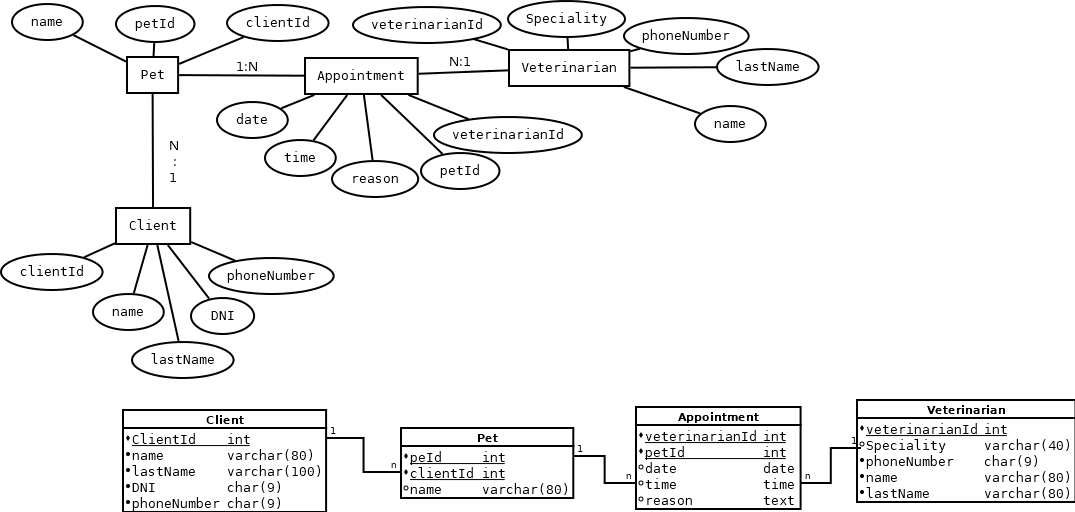 name
petId
clientId
veterinarianId
Speciality
phoneNumber
lastName
name
Pet
1:N
Appointment
N:1
Veterinarian
date
time
reason
petId
veterinarianId
N
:
1
Client
clientId
name
lastName
DNI
phoneNumber
Client
ClientId int
name varchar(80)
lastName varchar(100)
DNI char(9)
phoneNumber char(9)
1
n
Pet
peId int
clientId int
name varchar(80)
1
n
Appointment
veterinarianId int
petId int
date date
time time
reason text
n
1
Veterinarian
veterinarianId int
Speciality varchar(40)
phoneNumber char(9)
name varchar(80)
lastName varchar(80)